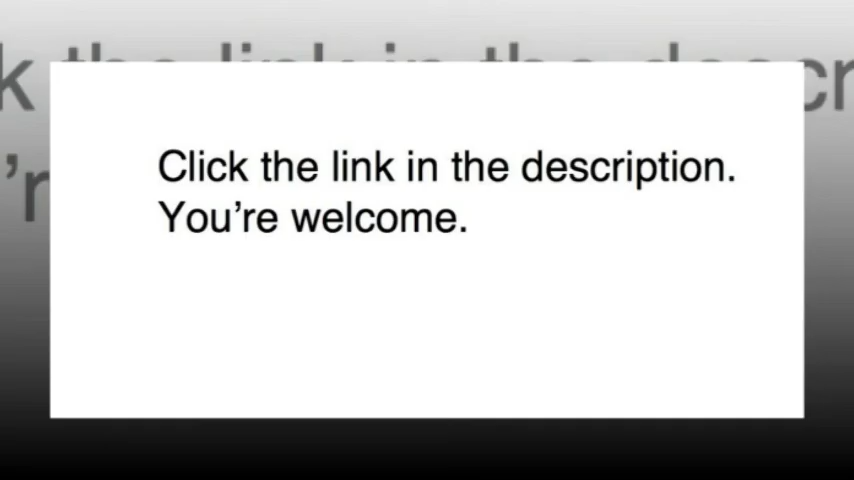 Click the link in the description.
You’re welcome.